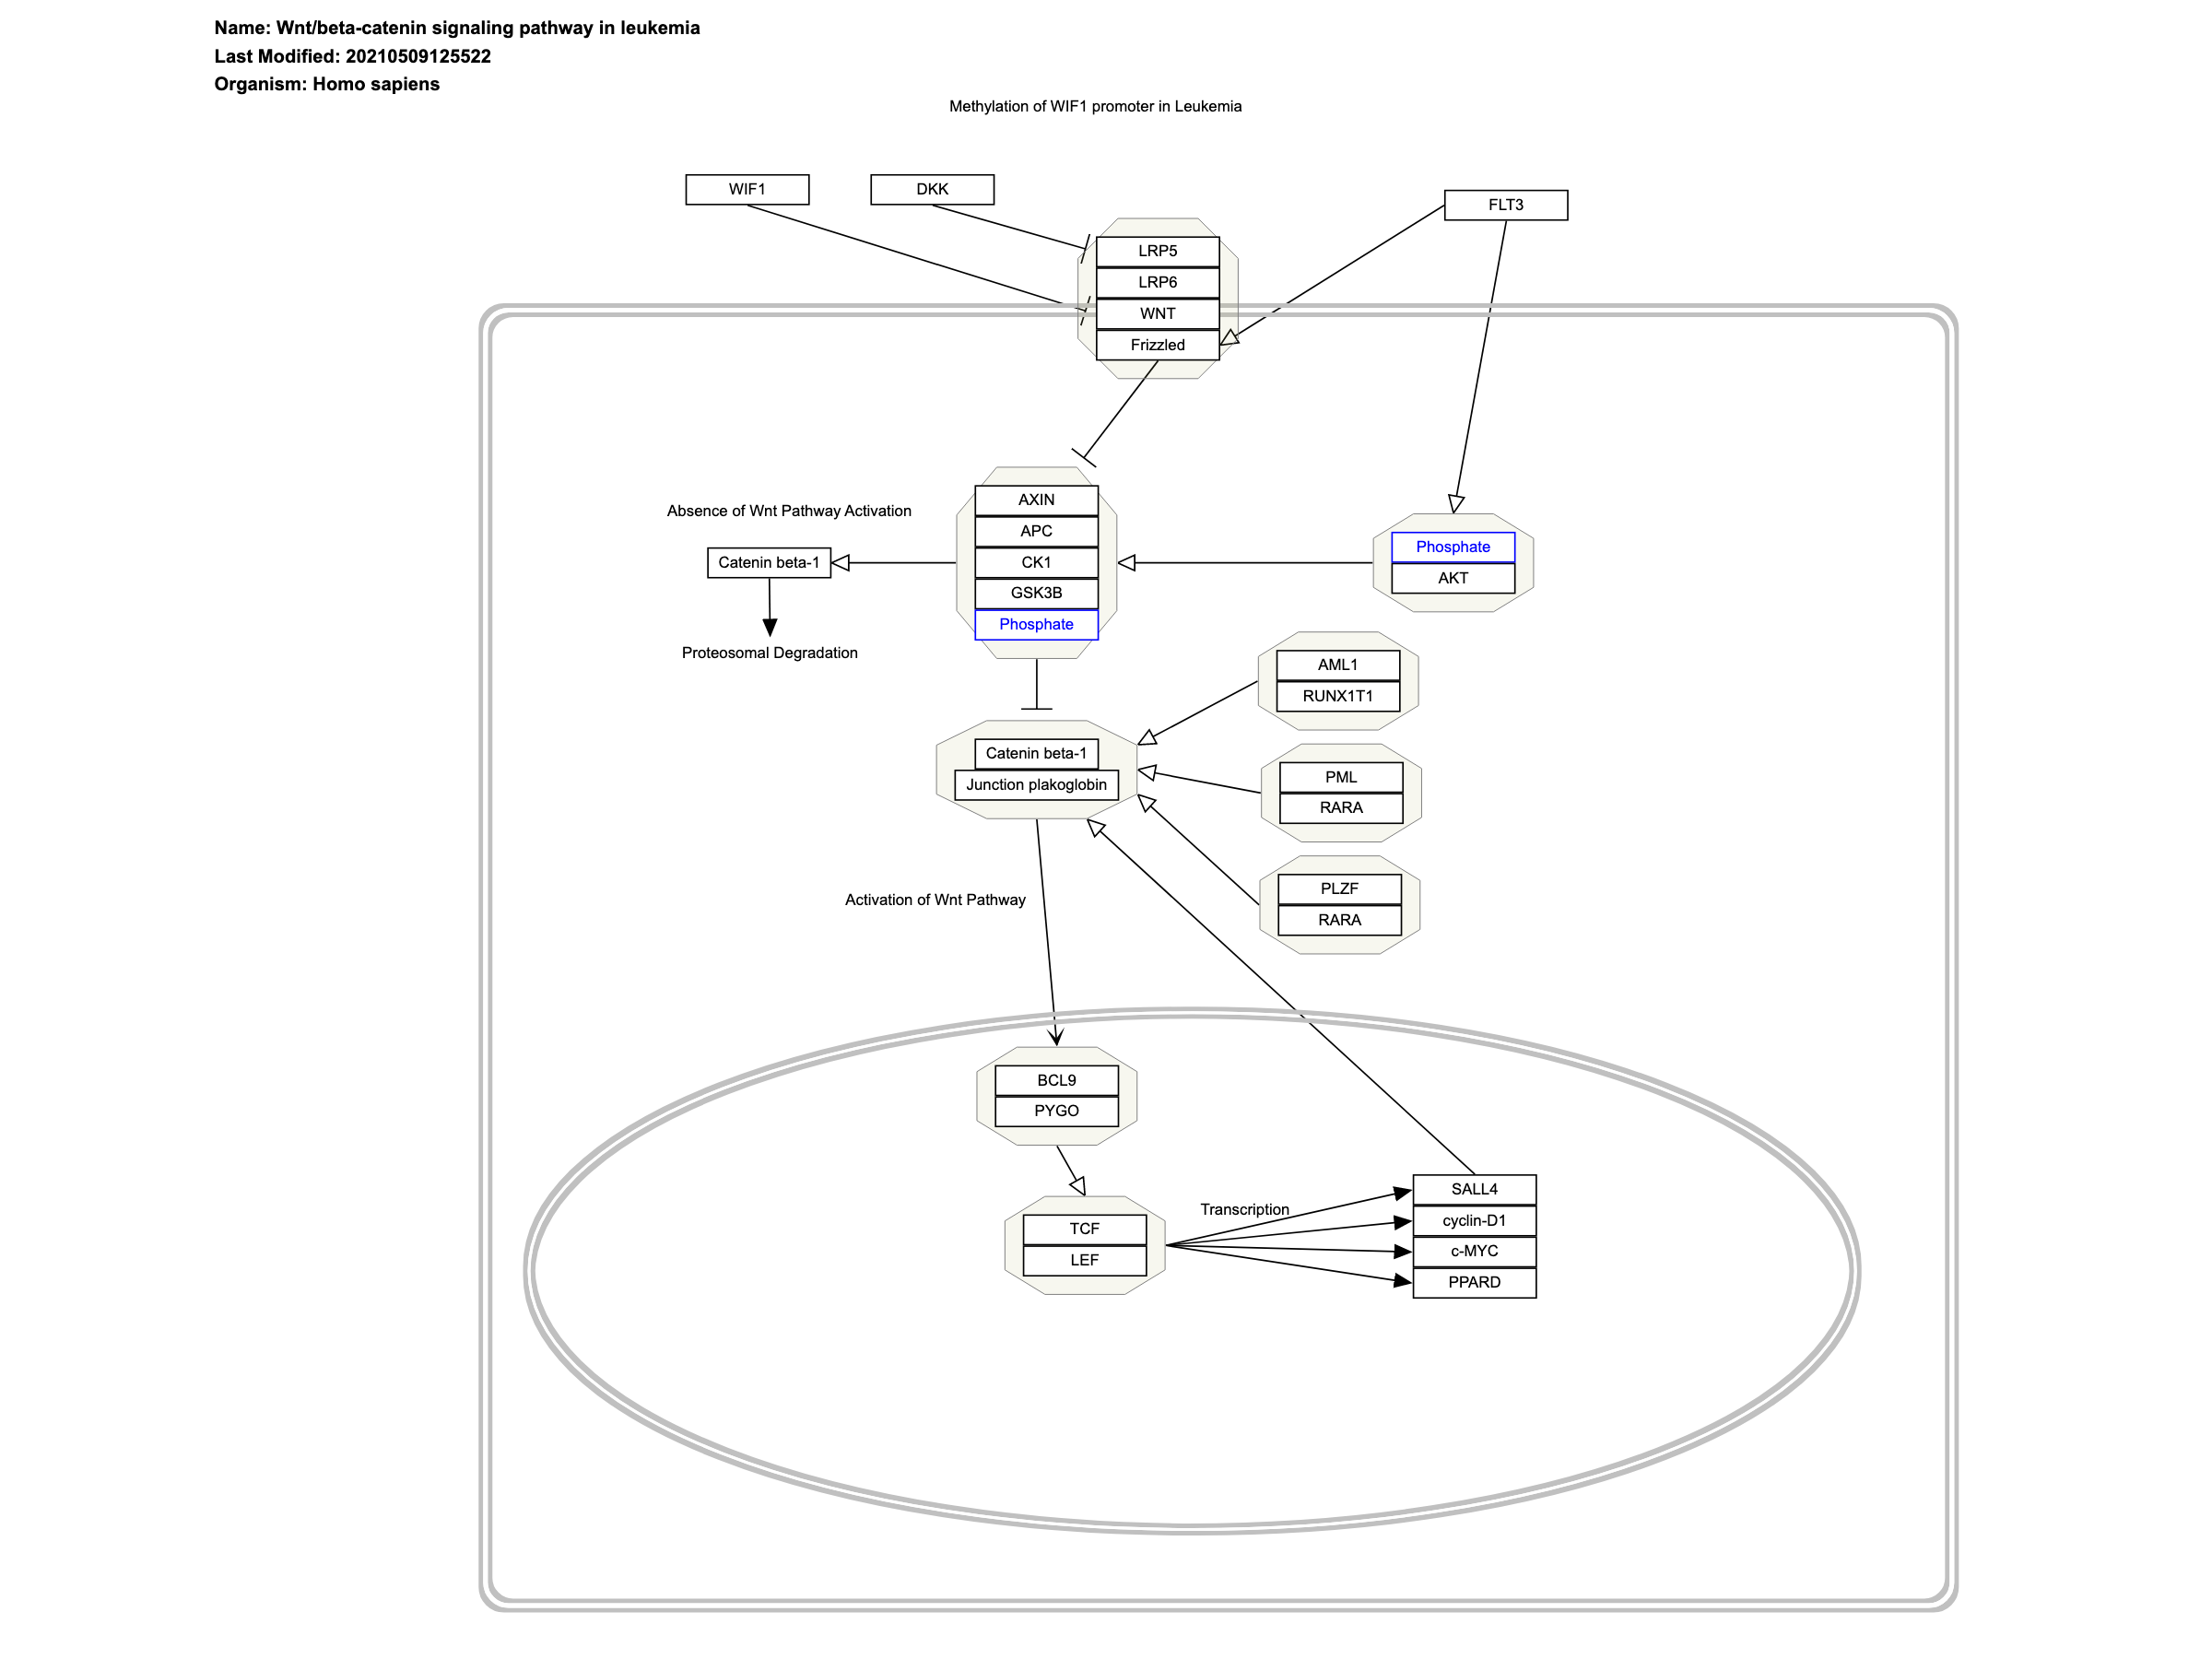 Name: Wnt/beta-catenin signaling pathway in leukemia
Last Modified: 20210509125522
Organism: Homo sapiens
Methylation of WIF1 promoter in Leukemia
WIF1
DKK
FLT3
LRP5
LRP6
WNT
Frizzled
Absence of Wnt Pathway Activation
AXIN
APC
CK1
GSK3B
Phosphate
Phosphate
AKT
Catenin beta-1
Proteosomal Degradation
AML1
RUNX1T1
Catenin beta-1
Junction plakoglobin
PML
RARA
PLZF
RARA
Activation of Wnt Pathway
BCL9
PYGO
TCF
LEF
Transcription
SALL4
cyclin-D1
c-MYC
PPARD